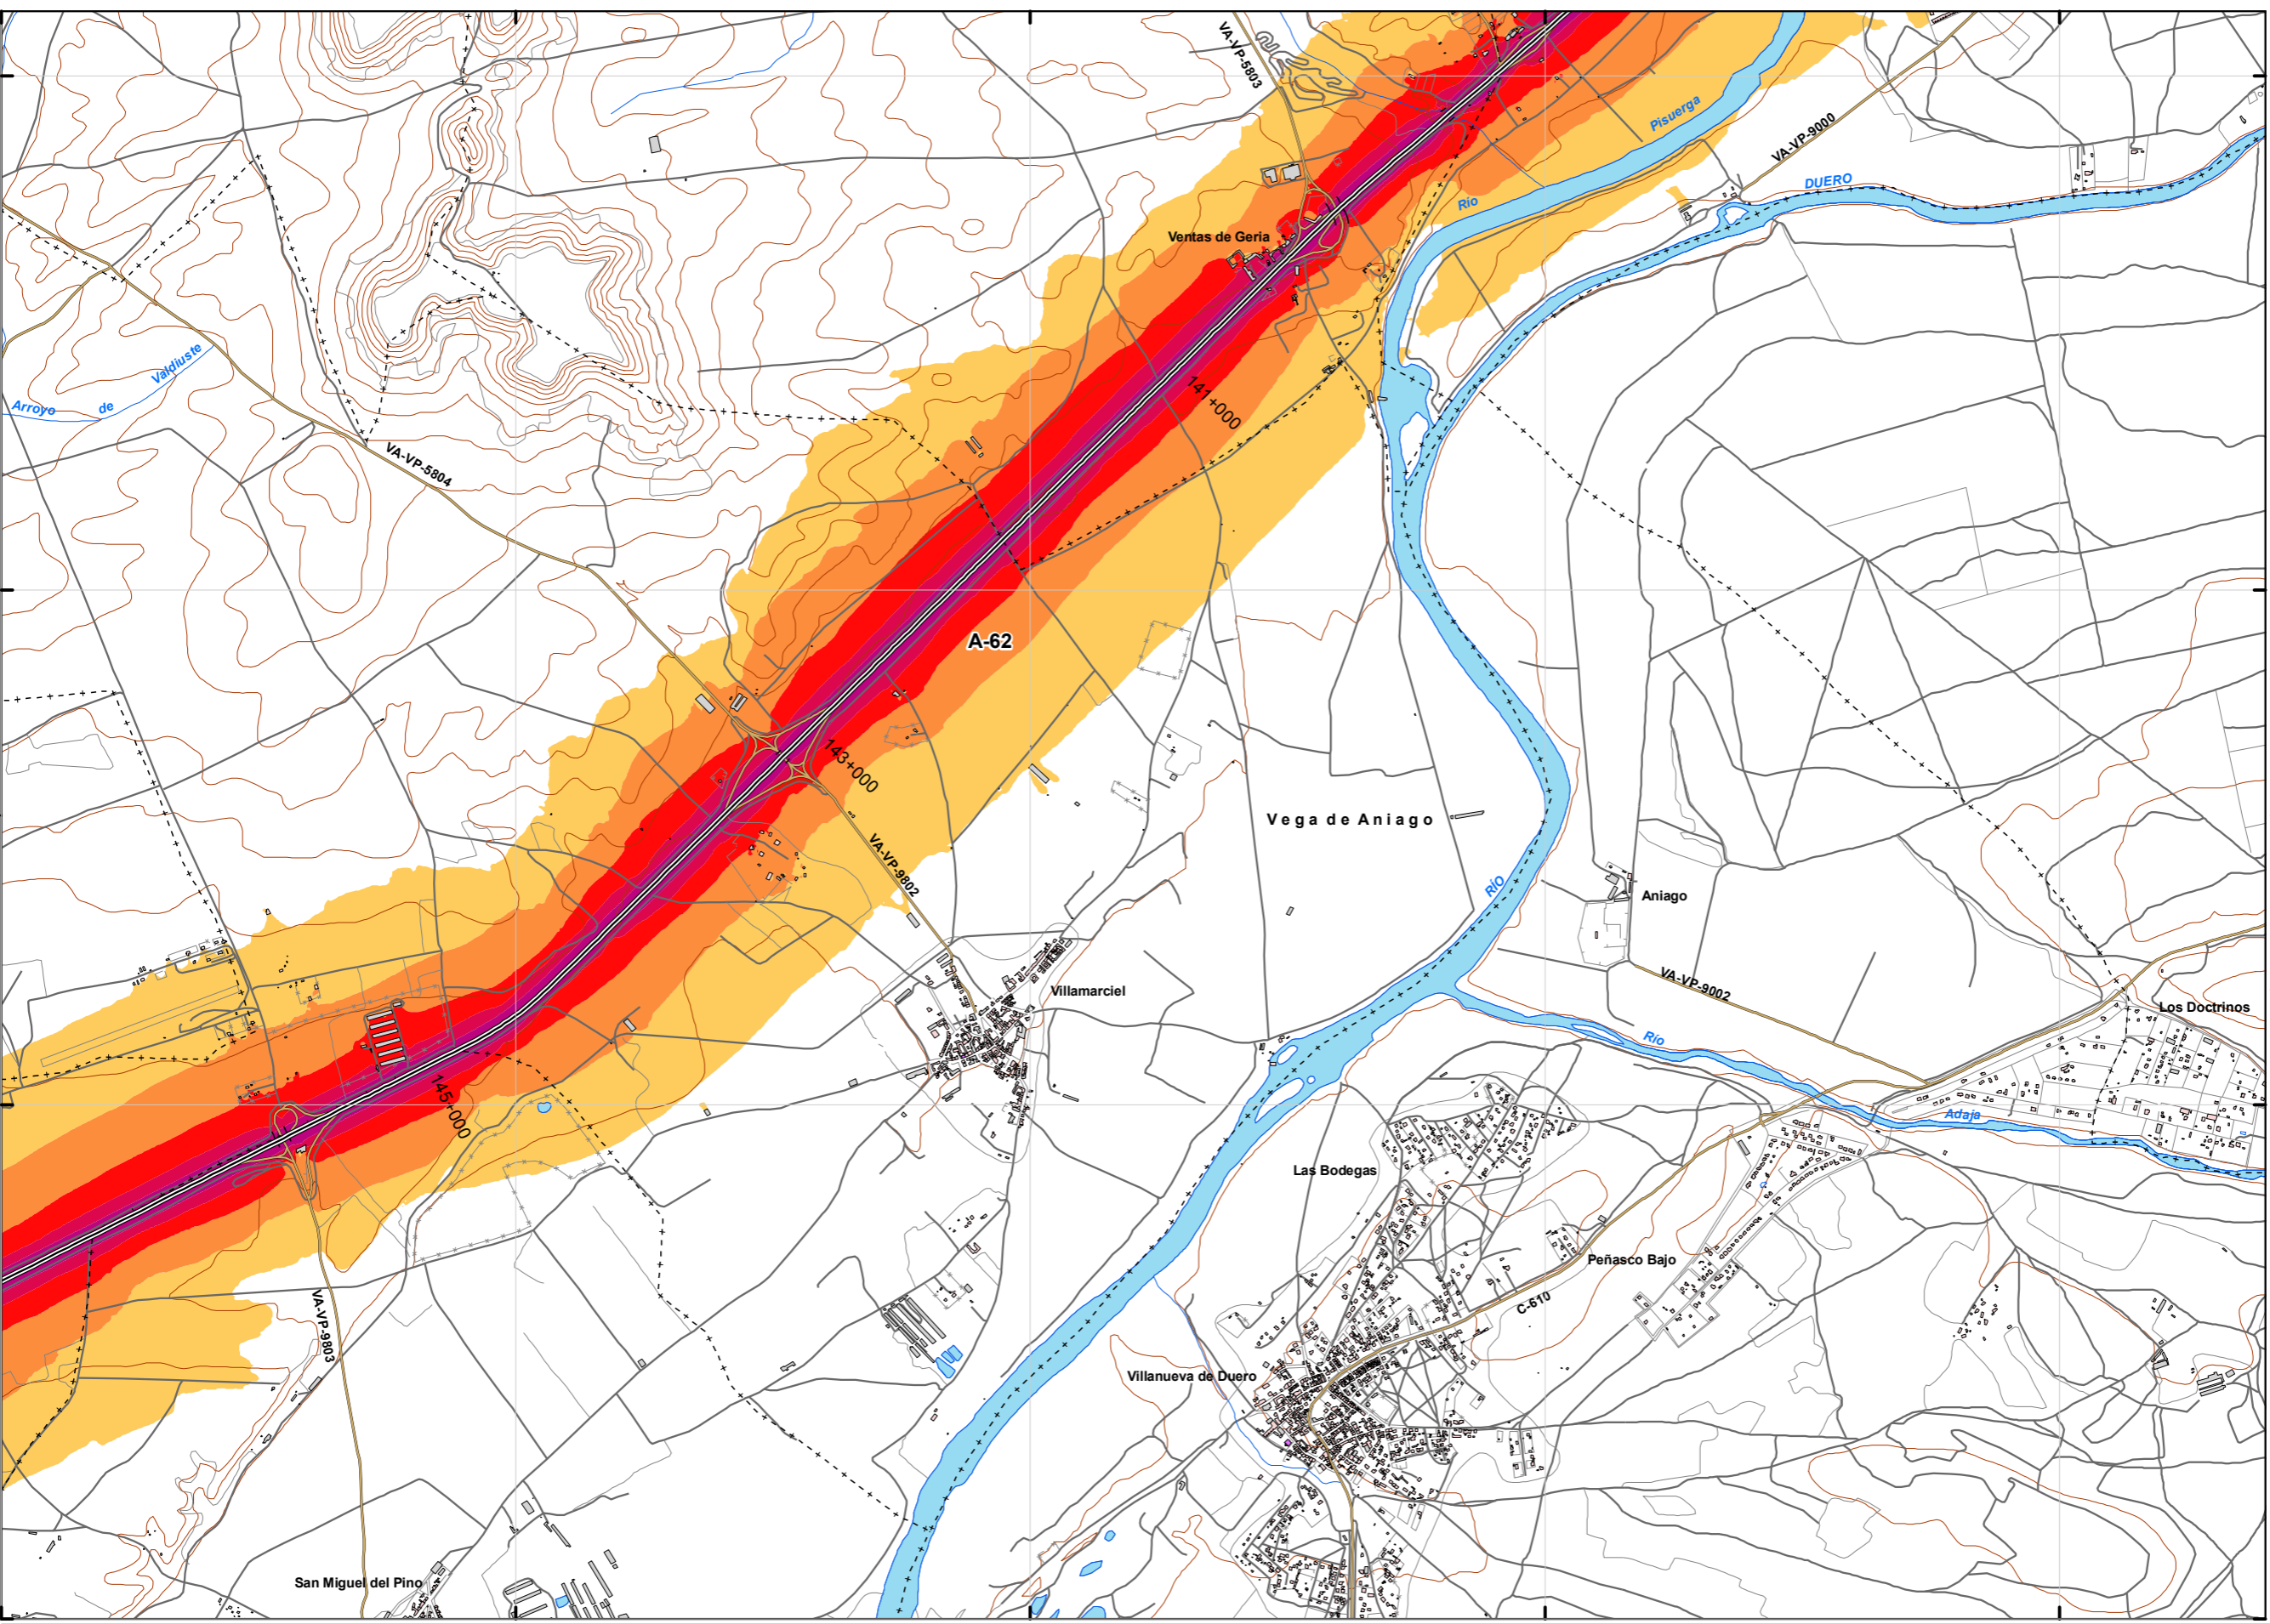 VA-VP-5803
Pisuerga
VA-VP-9000
DUERO
Río
Ventas de Geria
Valdiuste
Arroyo de
141+000
VA-VP-5804
A-62
143+000
Vega de Aniago
VA-VP-9802
RÍO
Aniago
VA-VP-9002
Villamarciel
Los Doctrinos
Río
145+000
Adaja
Las Bodegas
Peñasco Bajo
C-610
VA-VP-9803
Villanueva de Duero
San Miguel del Pino